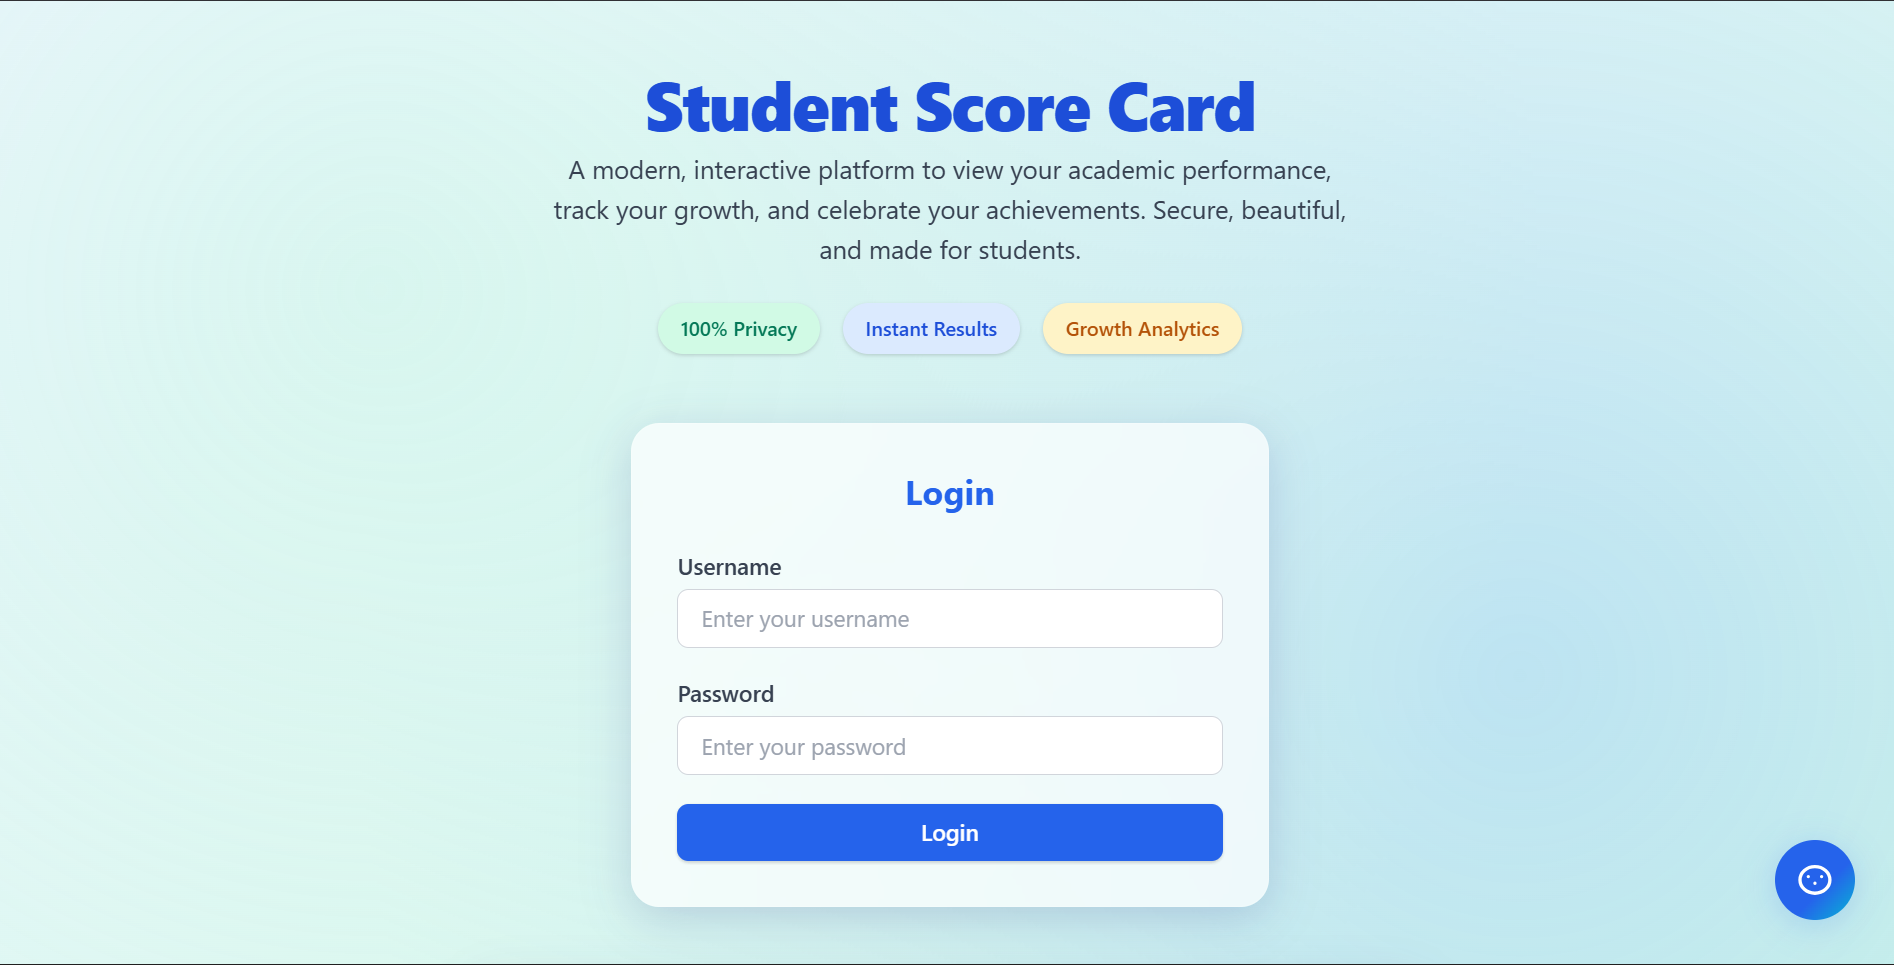 Student Score Card
A modern, interactive platform to view your academic performance,
track your growth, and celebrate your achievements. Secure, beautiful,
and made for students.
100% Privacy
Instant Results
Growth Analytics
Login
Username
Enter your username
Password
Enter your password
Login